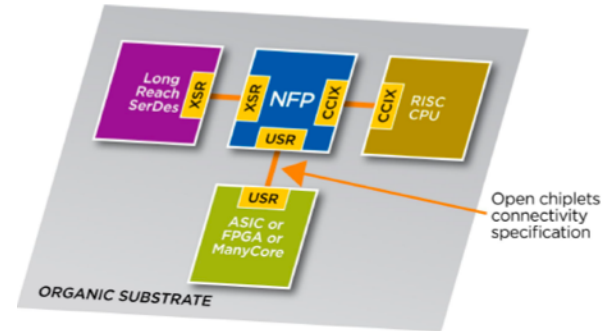 Long
Reach
SerDes
XSR
XSR
NFP
CCIX
USR
CCIX
RISC
CPU
USR
ASIC or
FPGA or
ManyCore
Open chiplets
connectivity
specification
ORGANIC SUBSTRATE